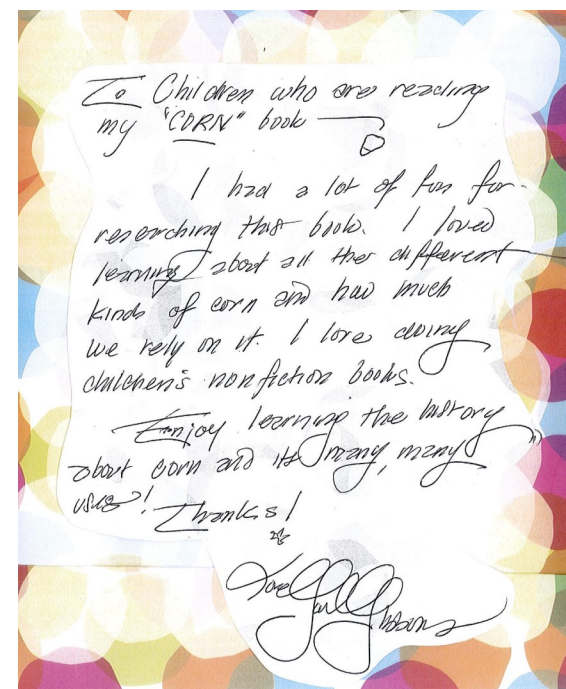 To Children who are reading
my "CORN" book
I had a lot of fun for
researching this book. I loved
learning about all the different
kinds of corn and how much
we rely on it. I love doing
children's nonfiction books.
Enjoy learning the history
about corn and its many, many
uses!
Thanks!
Love Gail Gibbons